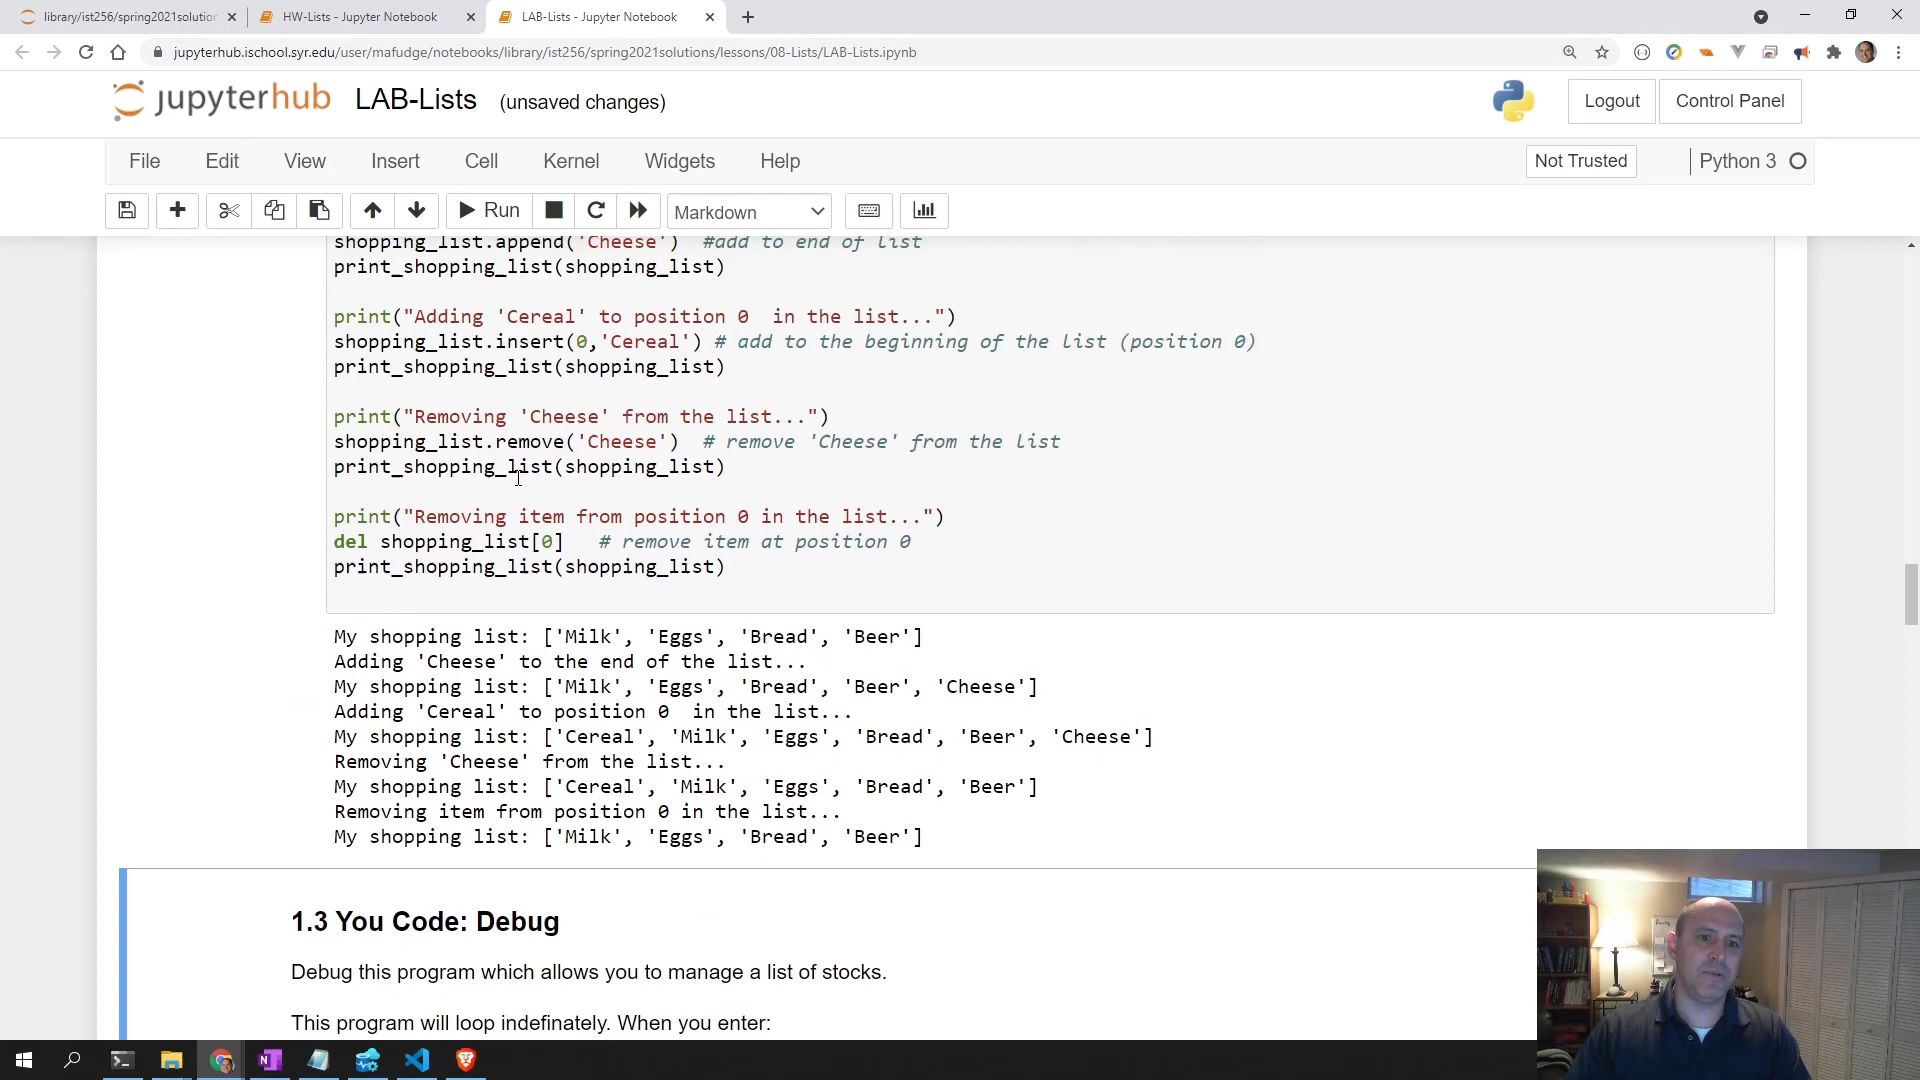 library/ist256/spring2021solution
HW-Lists - Jupyter Notebook
LAB-Lists - Jupyter Notebook
jupyterhub.ischool.syr.edu/user/mafudge/notebooks/library/ist256/spring2021solutions/lessons/08-Lists/LAB-Lists.ipynb
jupyterhub LAB-Lists (unsaved changes)
Logout Control Panel
File Edit View Insert Cell Kernel Widgets Help
Not Trusted Python 3
Run Markdown
shopping_list.append('Cheese')  #add to end of list
print_shopping_list(shopping_list)
print("Adding 'Cereal' to position 0  in the list...")
shopping_list.insert(0,'Cereal') # add to the beginning of the list (position 0)
print_shopping_list(shopping_list)
print("Removing 'Cheese' from the list...")
shopping_list.remove('Cheese')  # remove 'Cheese' from the list
print_shopping_list(shopping_list)
print("Removing item from position 0 in the list...")
del shopping_list[0]   # remove item at position 0
print_shopping_list(shopping_list)
My shopping list: ['Milk', 'Eggs', 'Bread', 'Beer']
Adding 'Cheese' to the end of the list...
My shopping list: ['Milk', 'Eggs', 'Bread', 'Beer', 'Cheese']
Adding 'Cereal' to position 0  in the list...
My shopping list: ['Cereal', 'Milk', 'Eggs', 'Bread', 'Beer', 'Cheese']
Removing 'Cheese' from the list...
My shopping list: ['Cereal', 'Milk', 'Eggs', 'Bread', 'Beer']
Removing item from position 0 in the list...
My shopping list: ['Milk', 'Eggs', 'Bread', 'Beer']
1.3 You Code: Debug
Debug this program which allows you to manage a list of stocks.
This program will loop indefinately. When you enter: